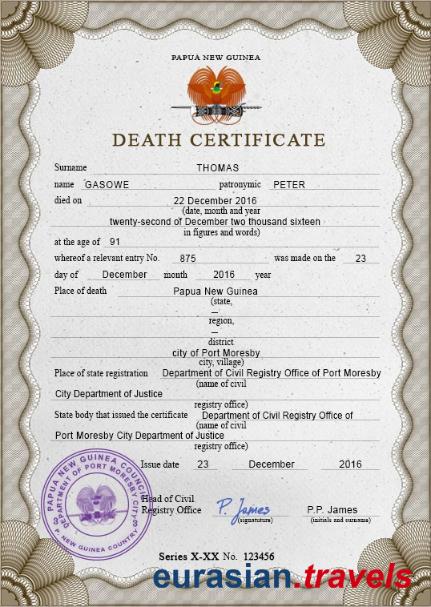 PAPUA NEW GUINEA
DEATH CERTIFICATE
Surname THOMAS
name GASOWE patronymic PETER
died on 22 December 2016
(date, month and year
twenty-second of December two thousand sixteen
in figures and words)
at the age of 91
whereof a relevant entry No. 875 was made on the 23
day of December month 2016 year
Place of death Papua New Guinea
(state,
—
region,
—
district
city of Port Moresby
city, village)
Place of state registration Department of Civil Registry Office of Port Moresby
(name of civil
City Department of Justice
registry office)
State body that issued the certificate Department of Civil Registry Office of
(name of civil
Port Moresby City Department of Justice
registry office)
Issue date 23 December 2016
PAPUA NEW GUINEA COUNCIL
DEPARTMENT OF PORT MORESBY CITY
P. NEW GUINEA COUNTRY
Head of Civil
Registry Office P. James P.P. James
(signatura) (initials and surname)
Series X-XX No. 123456
eurasian.travels